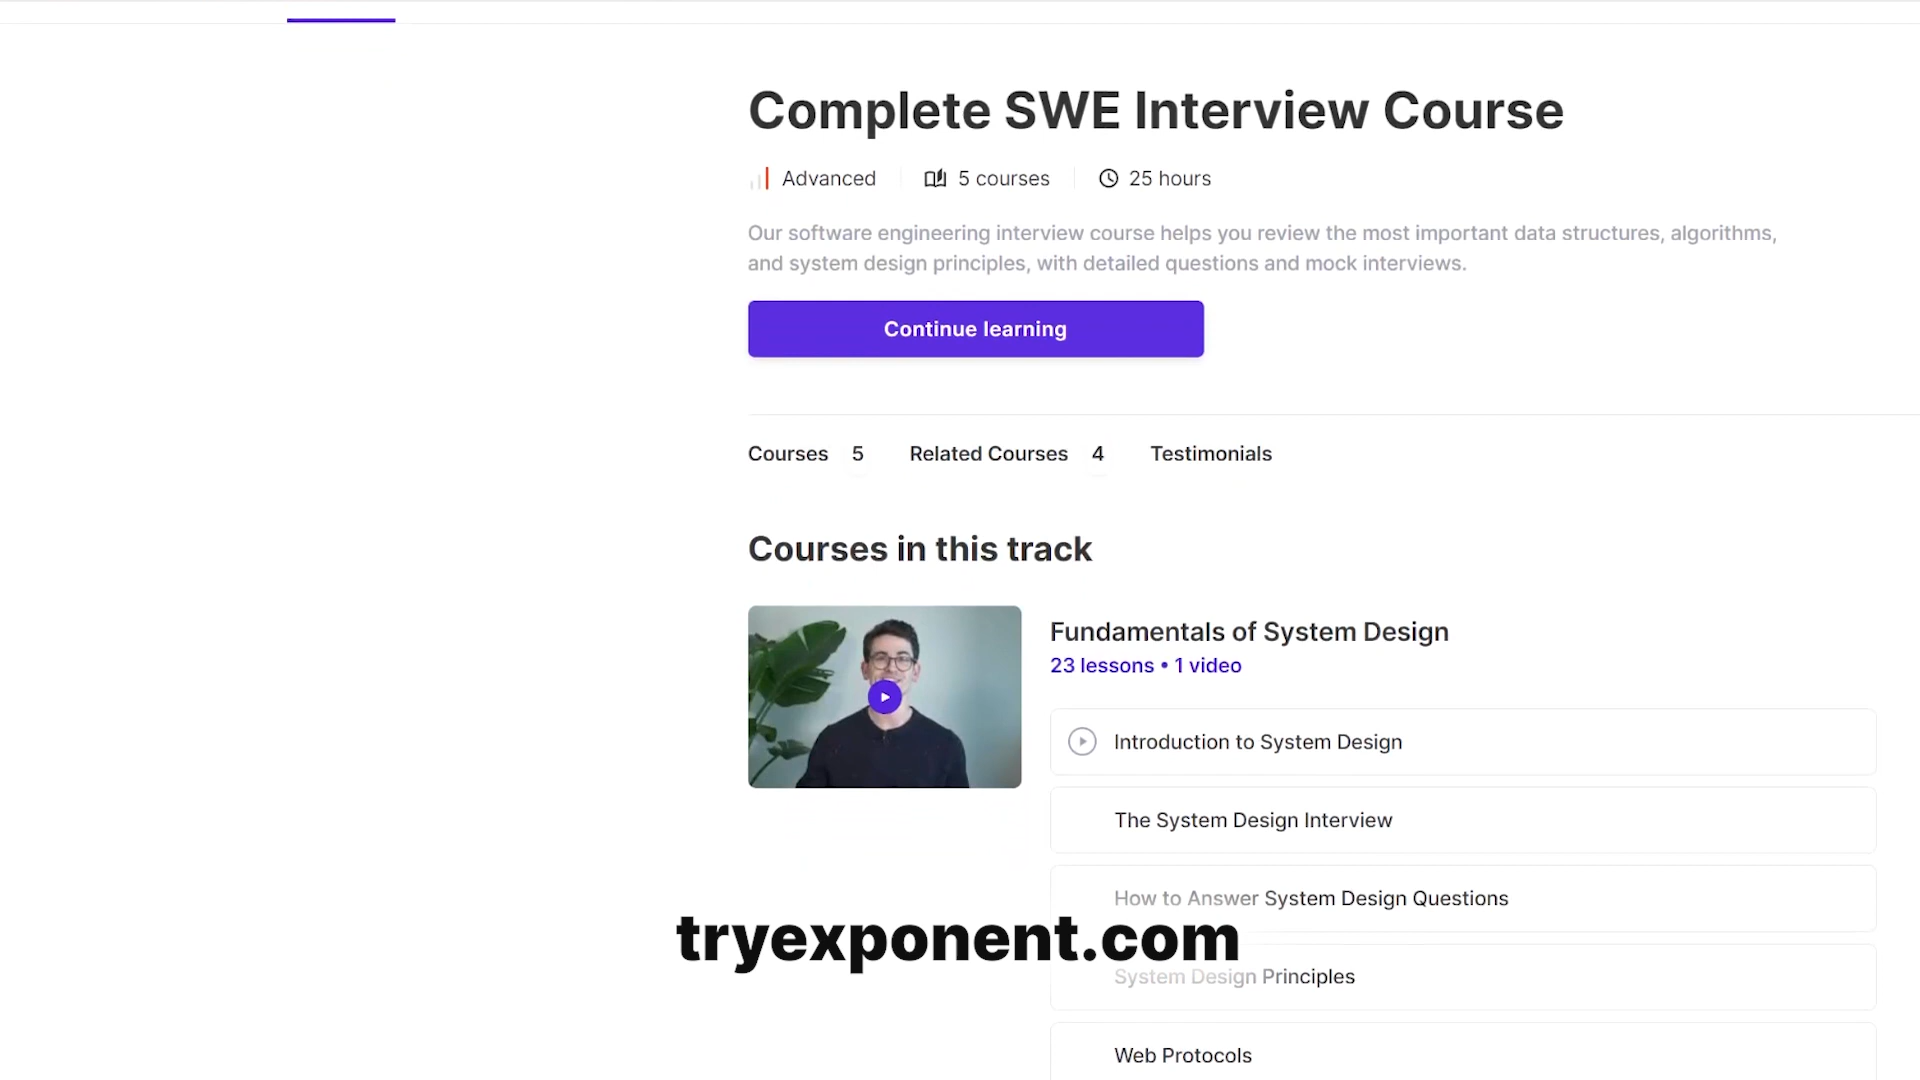 Complete SWE Interview Course
Advanced
5 courses
25 hours
Our software engineering interview course helps you review the most important data structures, algorithms,
and system design principles, with detailed questions and mock interviews.
Continue learning
Courses 5
Related Courses 4
Testimonials
Courses in this track
Fundamentals of System Design
23 lessons • 1 video
Introduction to System Design
The System Design Interview
How to Answer System Design Questions
tryexponent.com
System Design Principles
Web Protocols